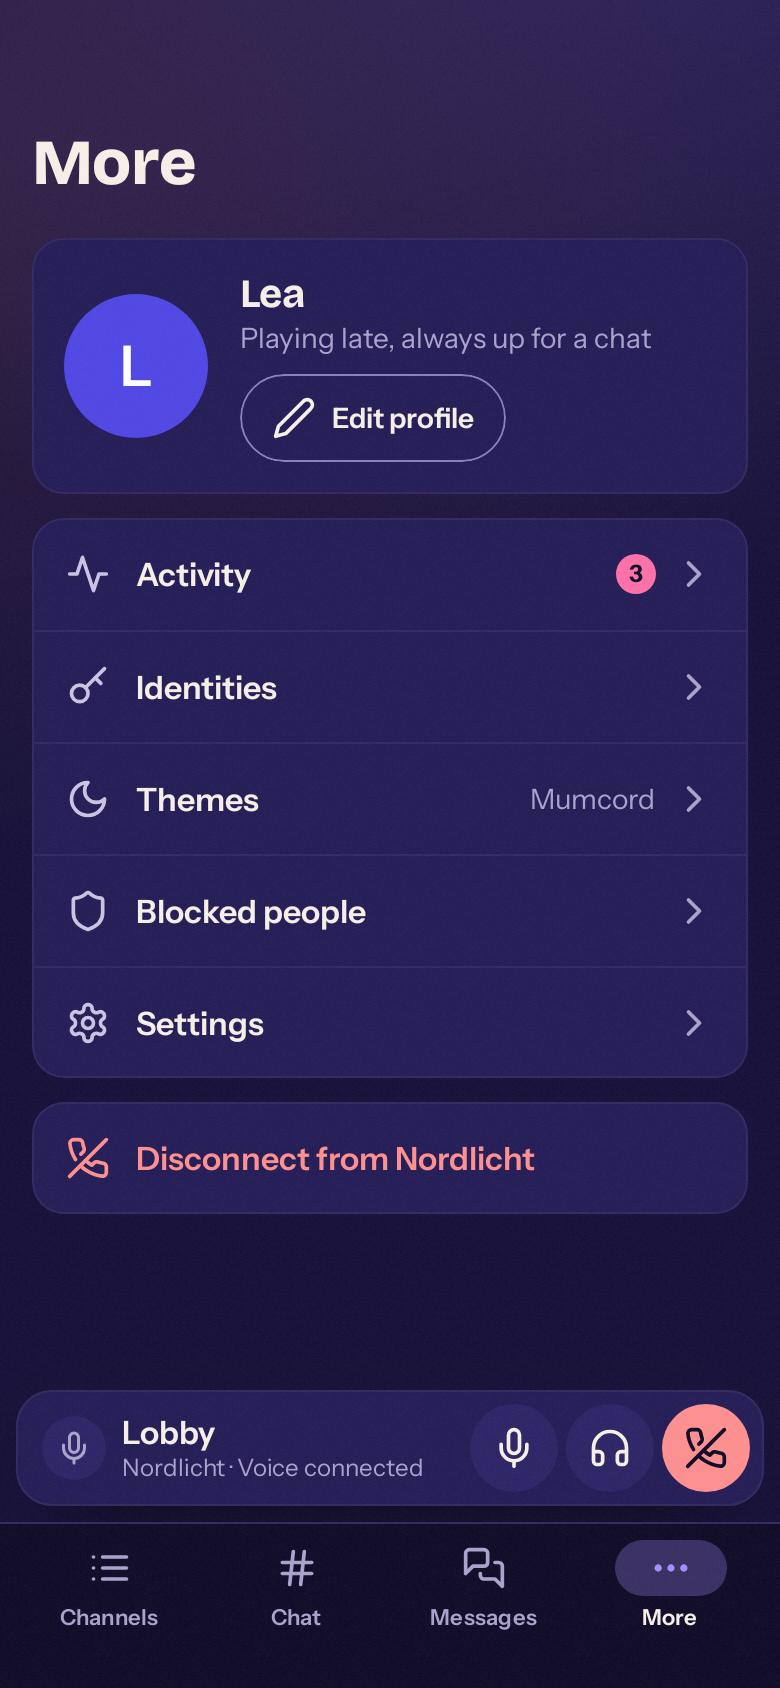 More
L
Lea
Playing late, always up for a chat
Edit profile
Activity
3
Identities
Themes
Mumcord
Blocked people
Settings
Disconnect from Nordlicht
Lobby
Nordlicht · Voice connected
Channels
Chat
Messages
More